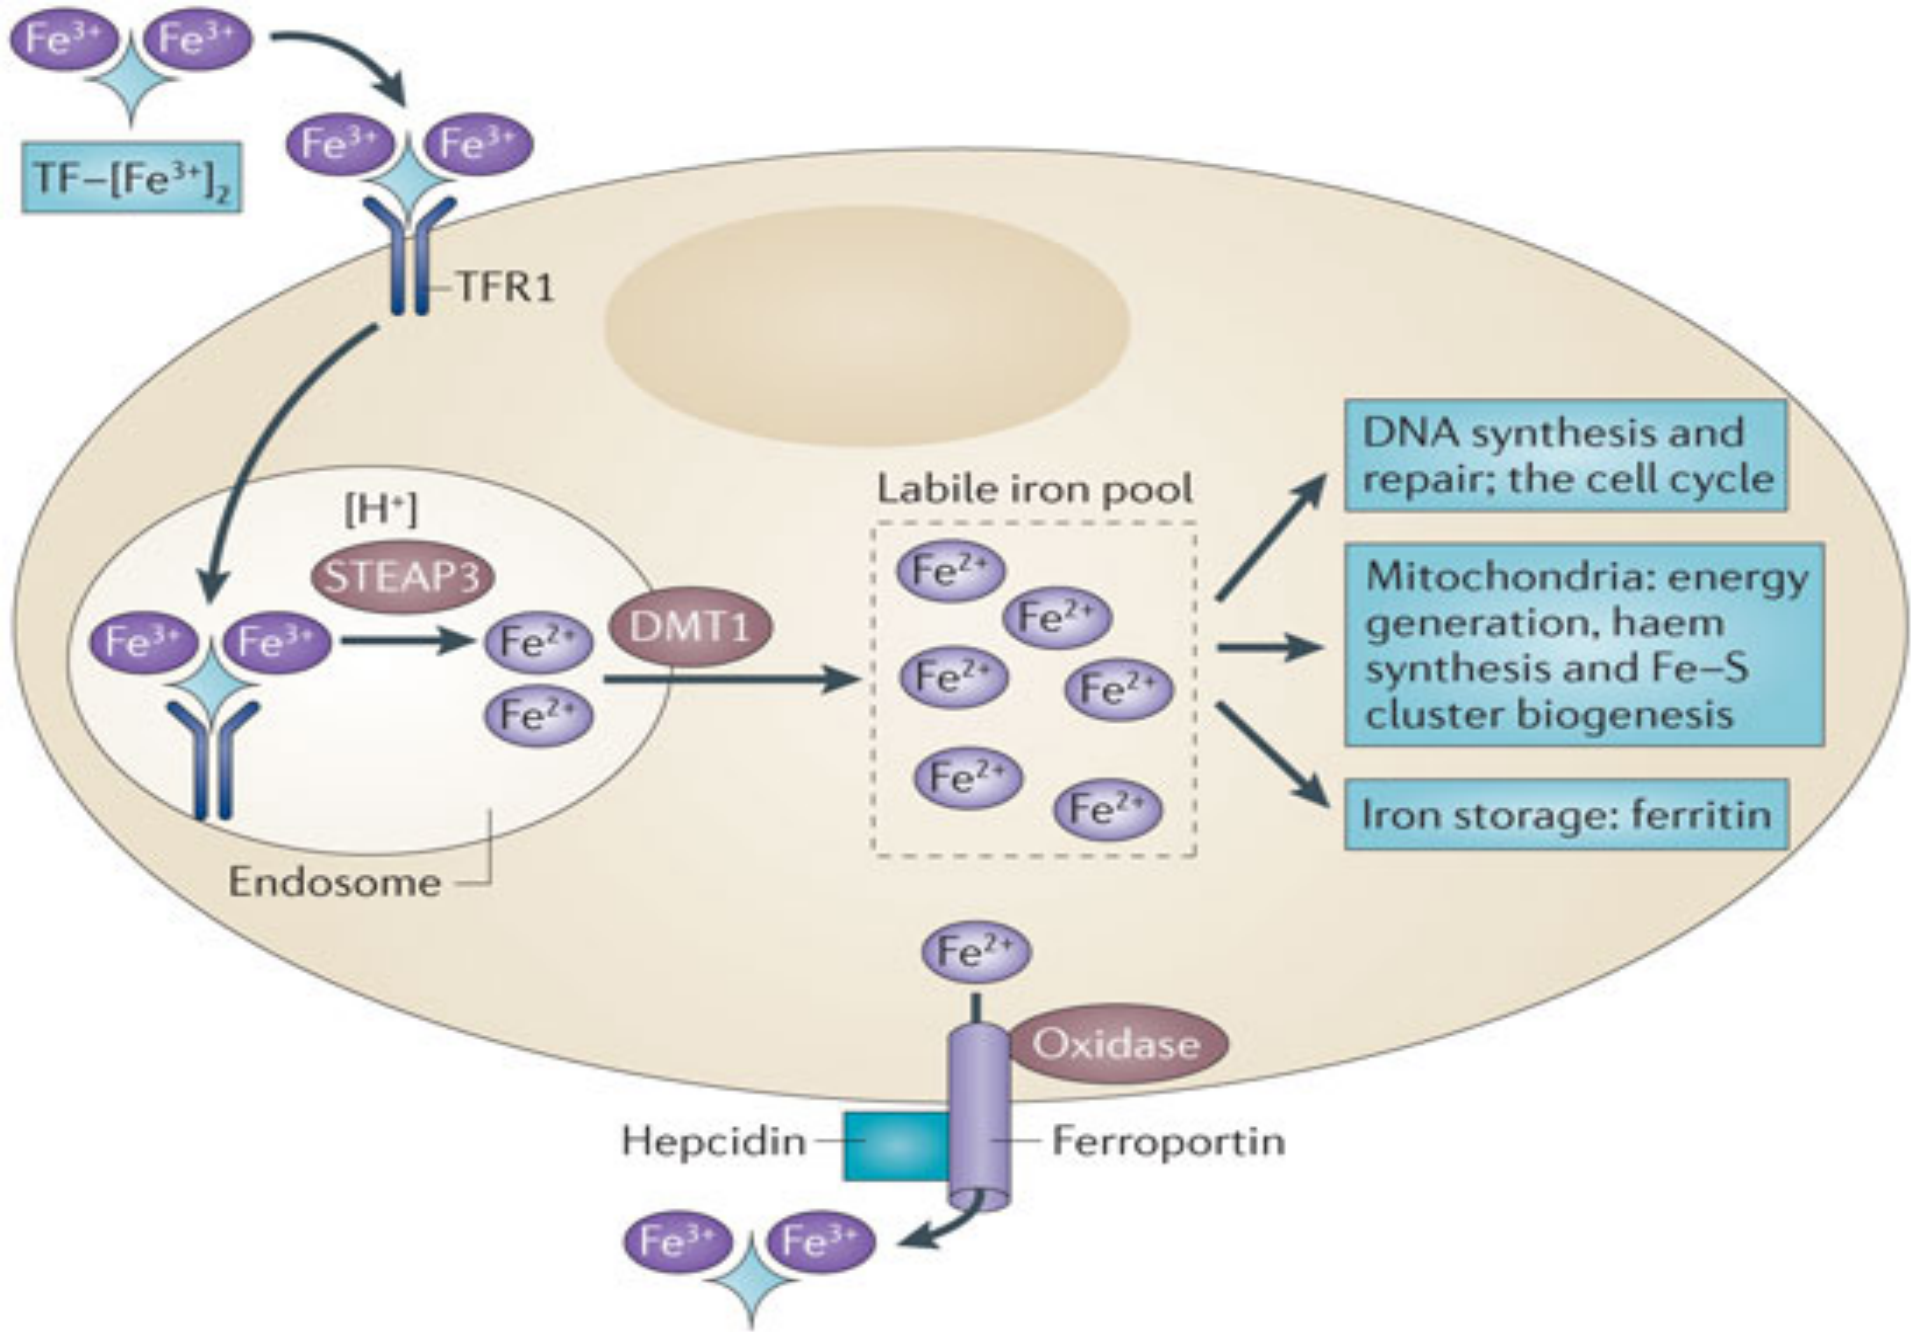 Fe³⁺ Fe³⁺
TF–[Fe³⁺]₂
Fe³⁺ Fe³⁺
TFR1
[H⁺]
STEAP3
Fe³⁺ Fe³⁺
Fe²⁺
Fe²⁺
DMT1
Endosome
Labile iron pool
Fe²⁺
Fe²⁺
Fe²⁺
Fe²⁺
Fe²⁺
Fe²⁺
DNA synthesis and
repair; the cell cycle
Mitochondria: energy
generation, haem
synthesis and Fe–S
cluster biogenesis
Iron storage: ferritin
Fe²⁺
Oxidase
Hepcidin
Ferroportin
Fe³⁺ Fe³⁺